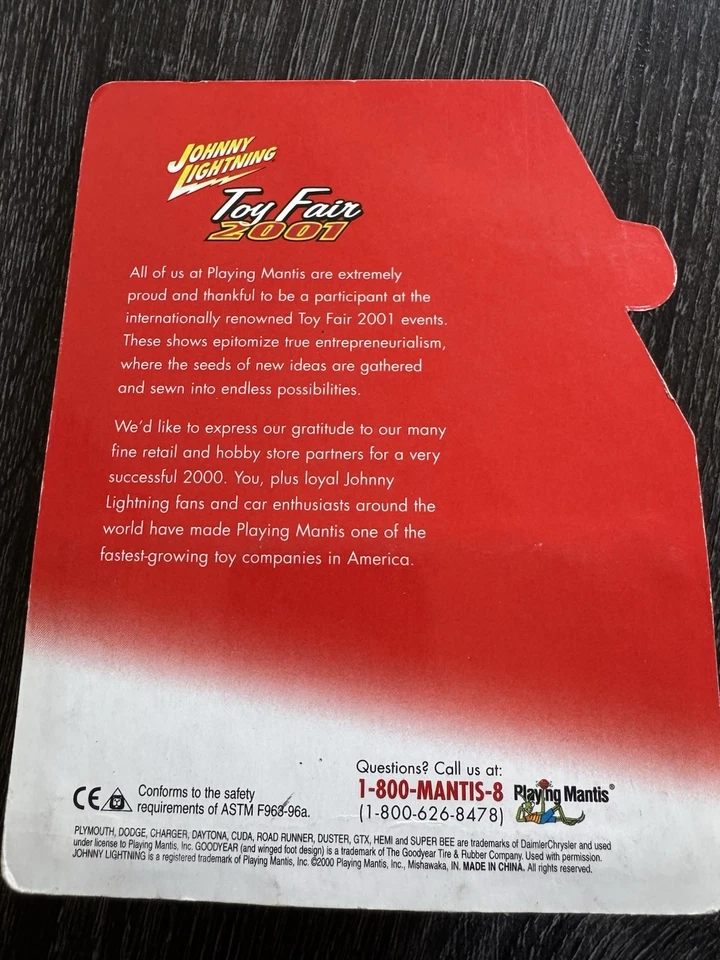 JOHNNY
LIGHTNING
Toy Fair
2001
All of us at Playing Mantis are extremely
proud and thankful to be a participant at the
internationally renowned Toy Fair 2001 events.
These shows epitomize true entrepreneurialism,
where the seeds of new ideas are gathered
and sewn into endless possibilities.
We'd like to express our gratitude to our many
fine retail and hobby store partners for a very
successful 2000. You, plus loyal Johnny
Lightning fans and car enthusiasts around the
world have made Playing Mantis one of the
fastest-growing toy companies in America.
CE
Conforms to the safety
requirements of ASTM F963-96a.
Questions? Call us at:
1-800-MANTIS-8
(1-800-626-8478)
Playing Mantis®
PLYMOUTH, DODGE, CHARGER, DAYTONA, CUDA, ROAD RUNNER, DUSTER, GTX, HEMI and SUPER BEE are trademarks of DaimlerChrysler and used
under license to Playing Mantis, Inc. GOODYEAR (and winged foot design) is a trademark of The Goodyear Tire & Rubber Company. Used with permission.
JOHNNY LIGHTNING is a registered trademark of Playing Mantis, Inc. ©2000 Playing Mantis, Inc., Mishawaka, IN. MADE IN CHINA. All rights reserved.